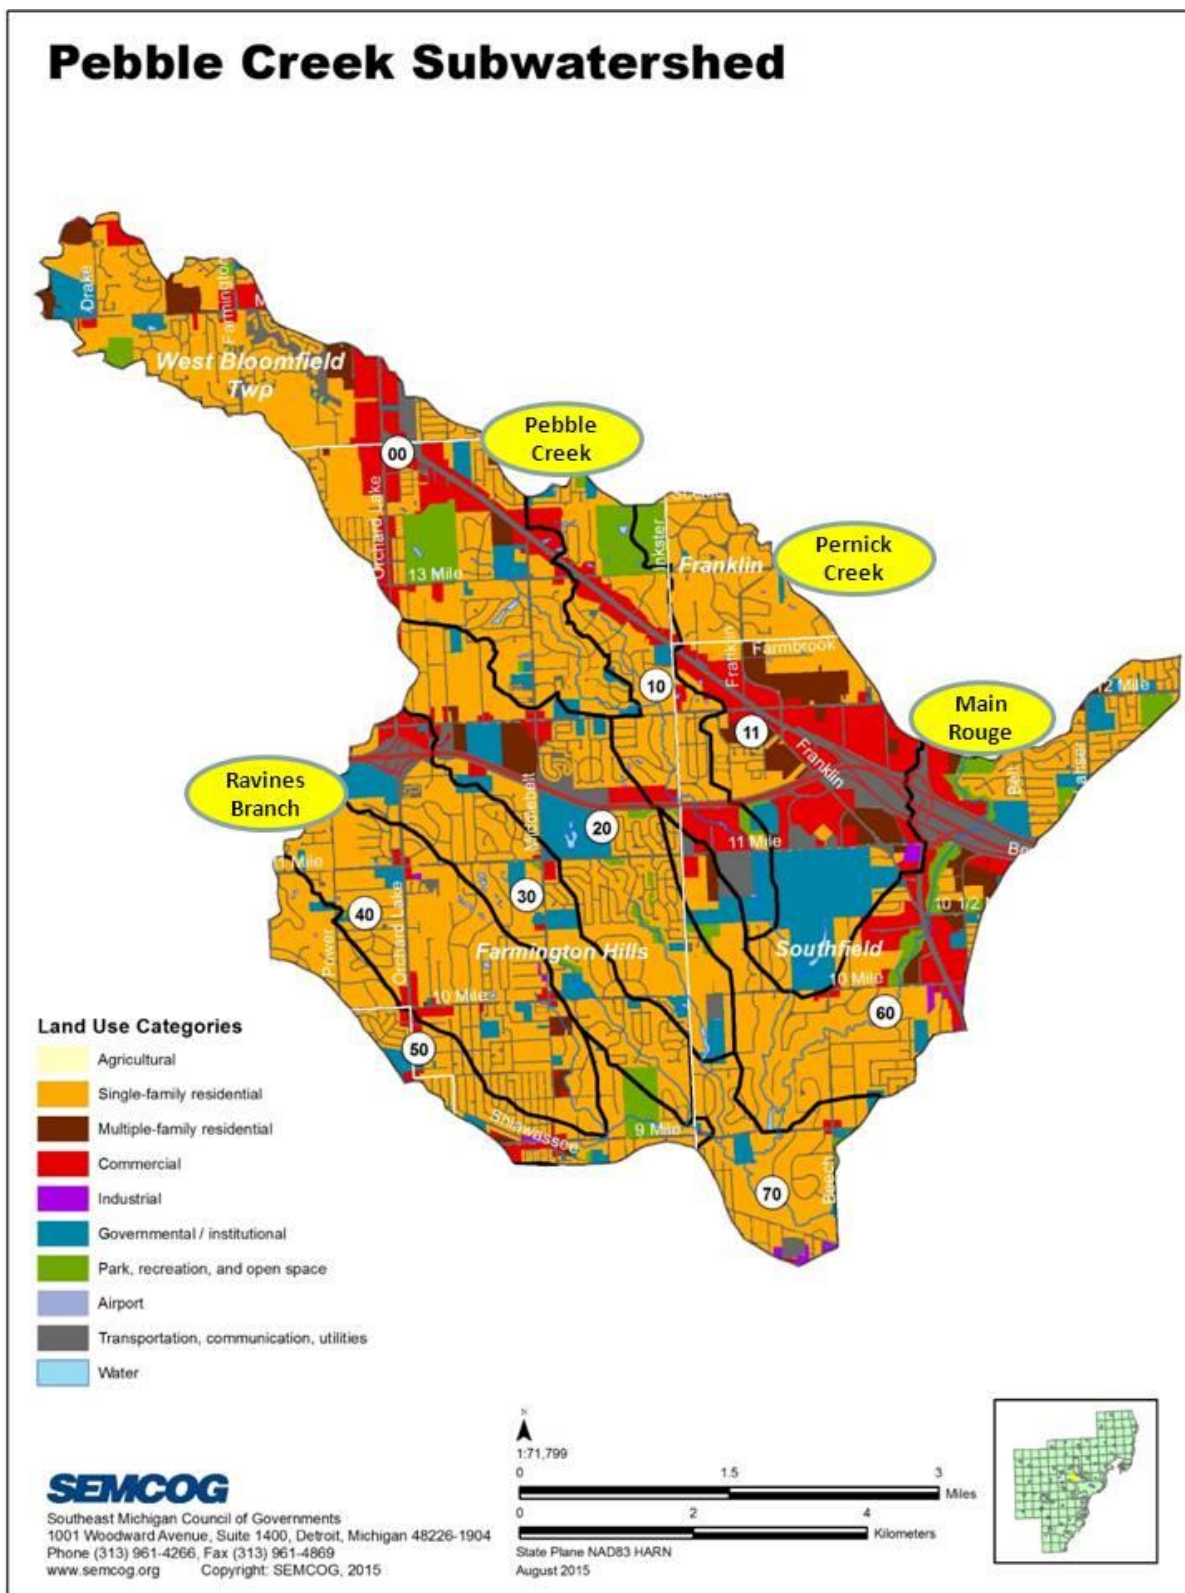 Pebble Creek Subwatershed
Drake
Farmington
M
West Bloomfield
Twp
Pebble
Creek
00
Orchard Lake
13 Mile
Inkster
Franklin
Pernick
Creek
Franklin
Farmbrook
10
11
Main
Rouge
12 Mile
Franklin
Bell
Ravines
Branch
Middlebelt
20
11 Mile
Be
30
40
10 1/2 M
Power
Orchard Lake
Farmington Hills
Southfield
10 Mile
10 Mile
60
50
Shiawassee
9 Mile
70
Beech
Land Use Categories
Agricultural
Single-family residential
Multiple-family residential
Commercial
Industrial
Governmental / institutional
Park, recreation, and open space
Airport
Transportation, communication, utilities
Water
SEMCOG
Southeast Michigan Council of Governments
1001 Woodward Avenue, Suite 1400, Detroit, Michigan 48226-1904
Phone (313) 961-4266, Fax (313) 961-4869
www.semcog.org Copyright: SEMCOG, 2015
N
1:71,799
0 1.5 3
Miles
0 2 4
Kilometers
State Plane NAD83 HARN
August 2015